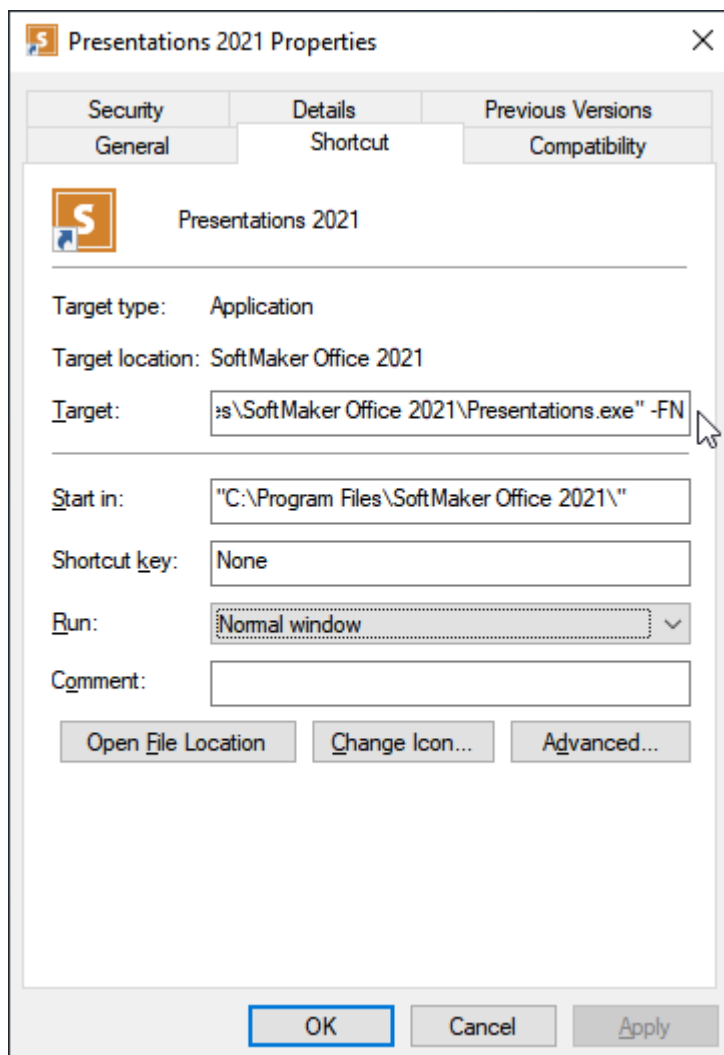 Presentations 2021 Properties
Security Details Previous Versions
General Shortcut Compatibility
S Presentations 2021
Target type: Application
Target location: SoftMaker Office 2021
Target: es\SoftMaker Office 2021\Presentations.exe" -FN
Start in: "C:\Program Files\SoftMaker Office 2021\"
Shortcut key: None
Run: Normal window
Comment:
Open File Location Change Icon... Advanced...
OK Cancel Apply